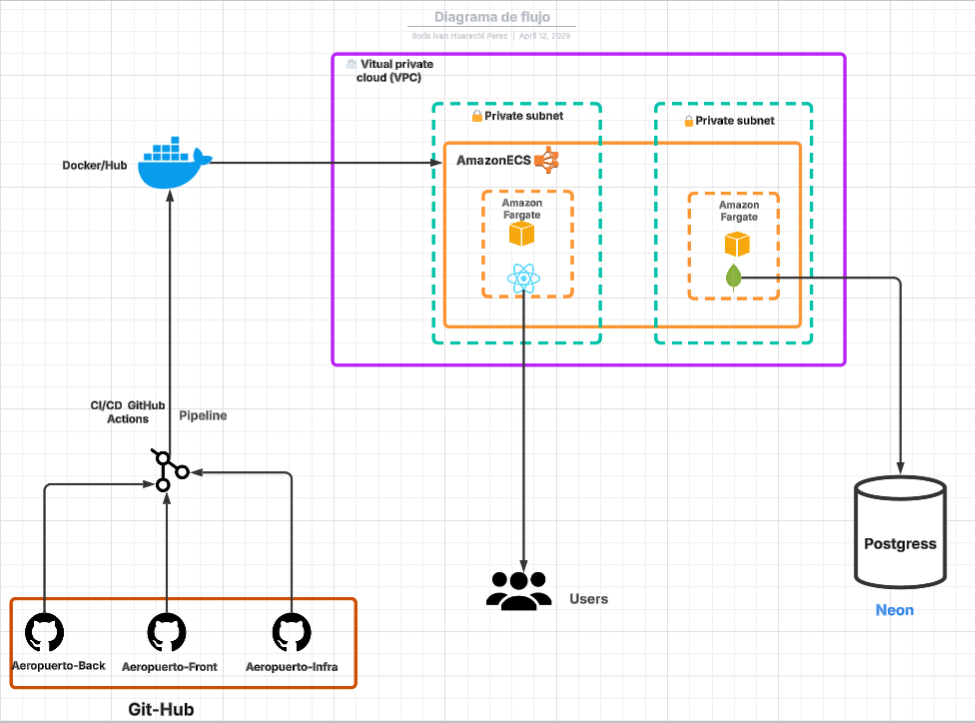 Diagrama de flujo
Boris Ivan Huarachi Perez | April 12, 2026
Vitual private
cloud (VPC)
Private subnet
Private subnet
AmazonECS
Amazon
Fargate
Amazon
Fargate
Docker/Hub
CI/CD GitHub
Actions
Pipeline
Postgress
Neon
Users
Aeropuerto-Back
Aeropuerto-Front
Aeropuerto-Infra
Git-Hub